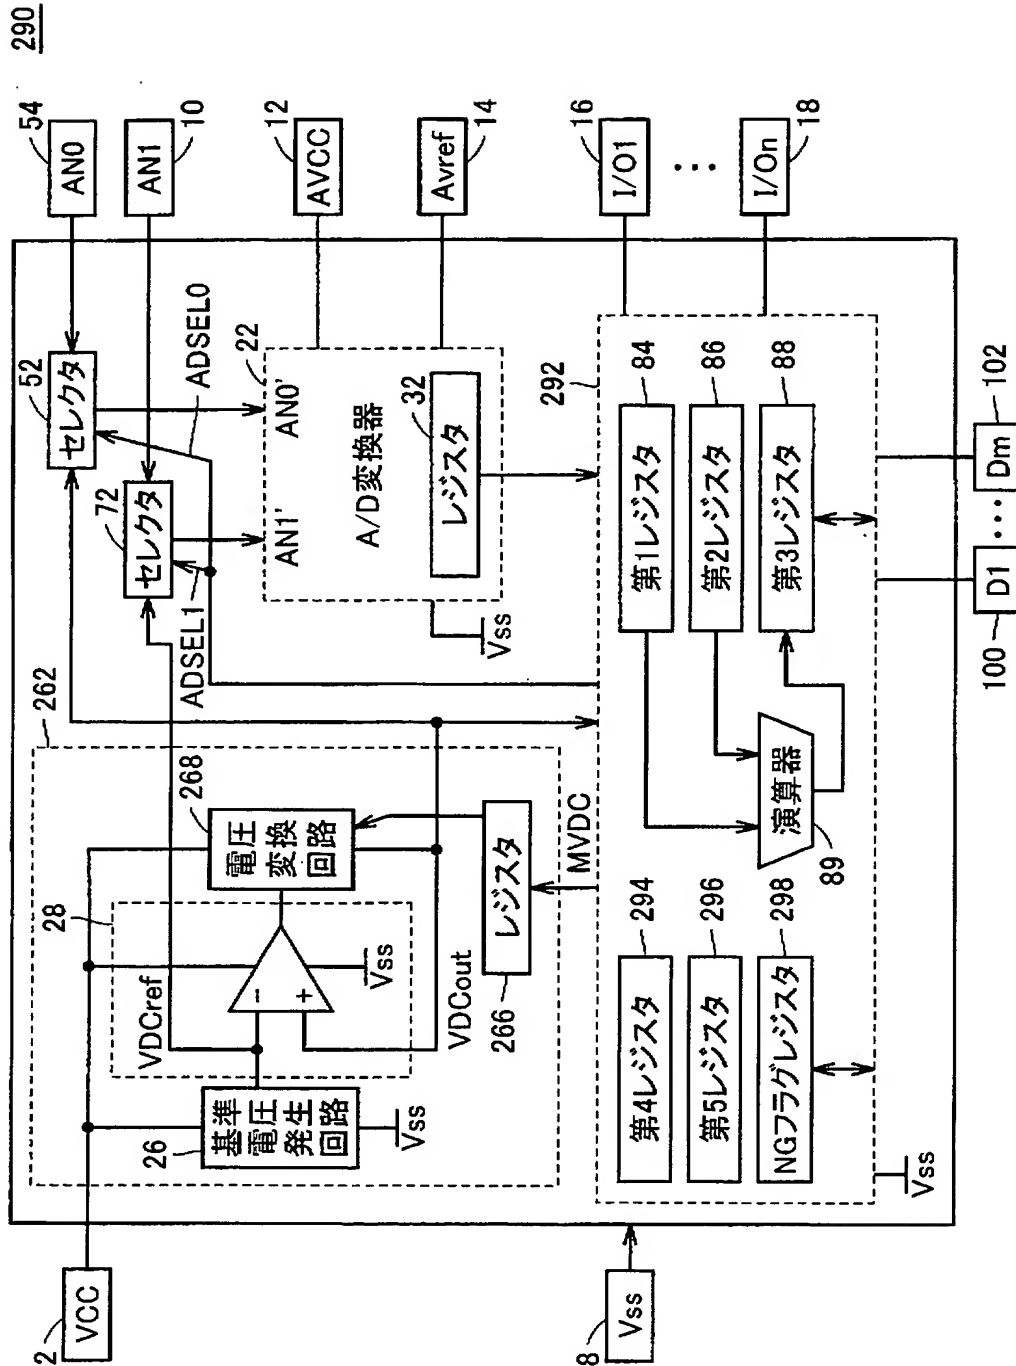 290
2
VCC
8
Vss
262
26
基準
電圧
発生
回路
Vss
28
VDCref
Vss
268
電圧
変換
回路
VDCout
266
レジスタ
MVDC
52
セレクタ
72
セレクタ
ADSEL0
ADSEL1
54
AN0
10
AN1
12
AVCC
14
Avref
16
I/O1
...
18
I/On
22
AN0'
AN1'
A/D変換器
32
レジスタ
Vss
292
第1レジスタ
84
第2レジスタ
86
第3レジスタ
88
演算器
89
第4レジスタ
294
第5レジスタ
296
NGフラグレジスタ
298
Vss
100
D1
...
Dm
102